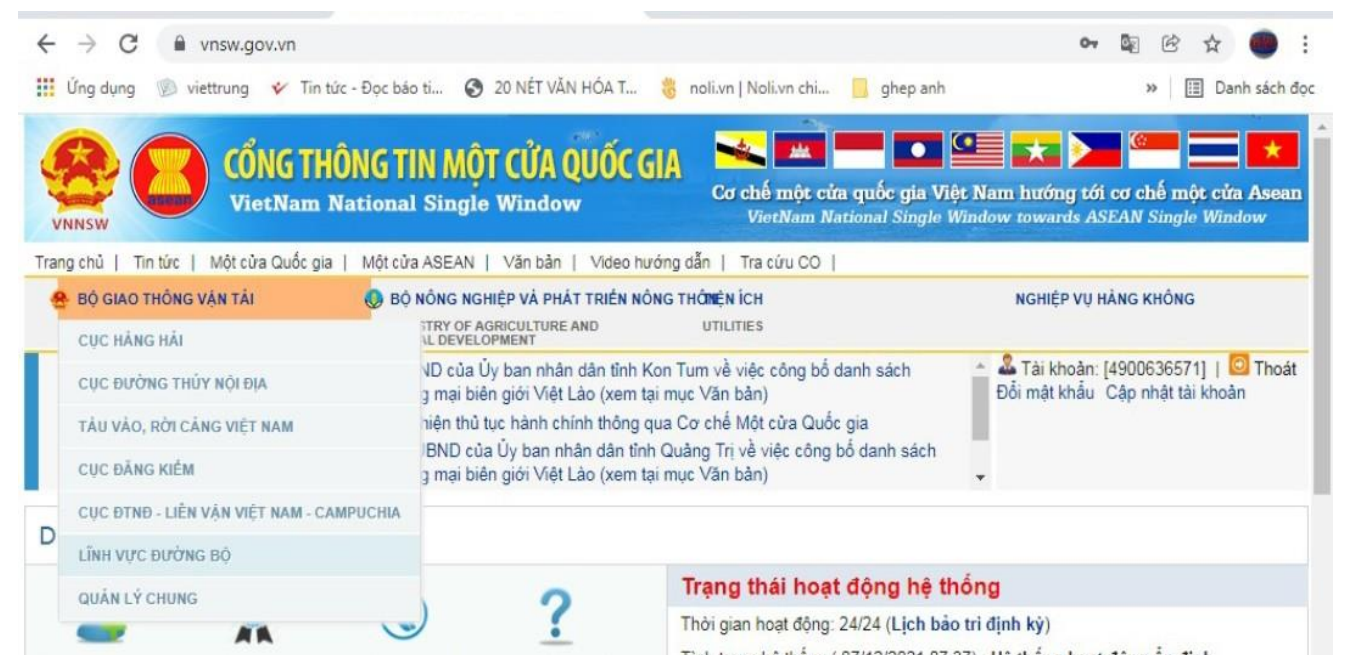 vnsw.gov.vn
Ứng dụng viettrung Tin tức - Đọc báo ti... 20 NÉT VĂN HÓA T... noli.vn | Noli.vn chi... ghep anh » Danh sách đọc
CỔNG THÔNG TIN MỘT CỬA QUỐC GIA
asean
VietNam National Single Window
VNNSW
Cơ chế một cửa quốc gia Việt Nam hướng tới cơ chế một cửa Asean
VietNam National Single Window towards ASEAN Single Window
Trang chủ | Tin tức | Một cửa Quốc gia | Một cửa ASEAN | Văn bản | Video hướng dẫn | Tra cứu CO |
BỘ GIAO THÔNG VẬN TẢI BỘ NÔNG NGHIỆP VÀ PHÁT TRIỂN NÔNG THÔN TIỆN ÍCH NGHIỆP VỤ HÀNG KHÔNG
STRY OF AGRICULTURE AND UTILITIES
AL DEVELOPMENT
CỤC HÀNG HẢI
CỤC ĐƯỜNG THỦY NỘI ĐỊA
TÀU VÀO, RỜI CẢNG VIỆT NAM
CỤC ĐĂNG KIỂM
CỤC ĐTNĐ - LIÊN VẬN VIỆT NAM - CAMPUCHIA
LĨNH VỰC ĐƯỜNG BỘ
QUẢN LÝ CHUNG
ND của Ủy ban nhân dân tỉnh Kon Tum về việc công bố danh sách
g mại biên giới Việt Lào (xem tại mục Văn bản)
hiện thủ tục hành chính thông qua Cơ chế Một cửa Quốc gia
UBND của Ủy ban nhân dân tỉnh Quảng Trị về việc công bố danh sách
g mại biên giới Việt Lào (xem tại mục Văn bản)
Tài khoản: [4900636571] | Thoát
Đổi mật khẩu Cập nhật tài khoản
D
Trạng thái hoạt động hệ thống
Thời gian hoạt động: 24/24 (Lịch bảo trì định kỳ)